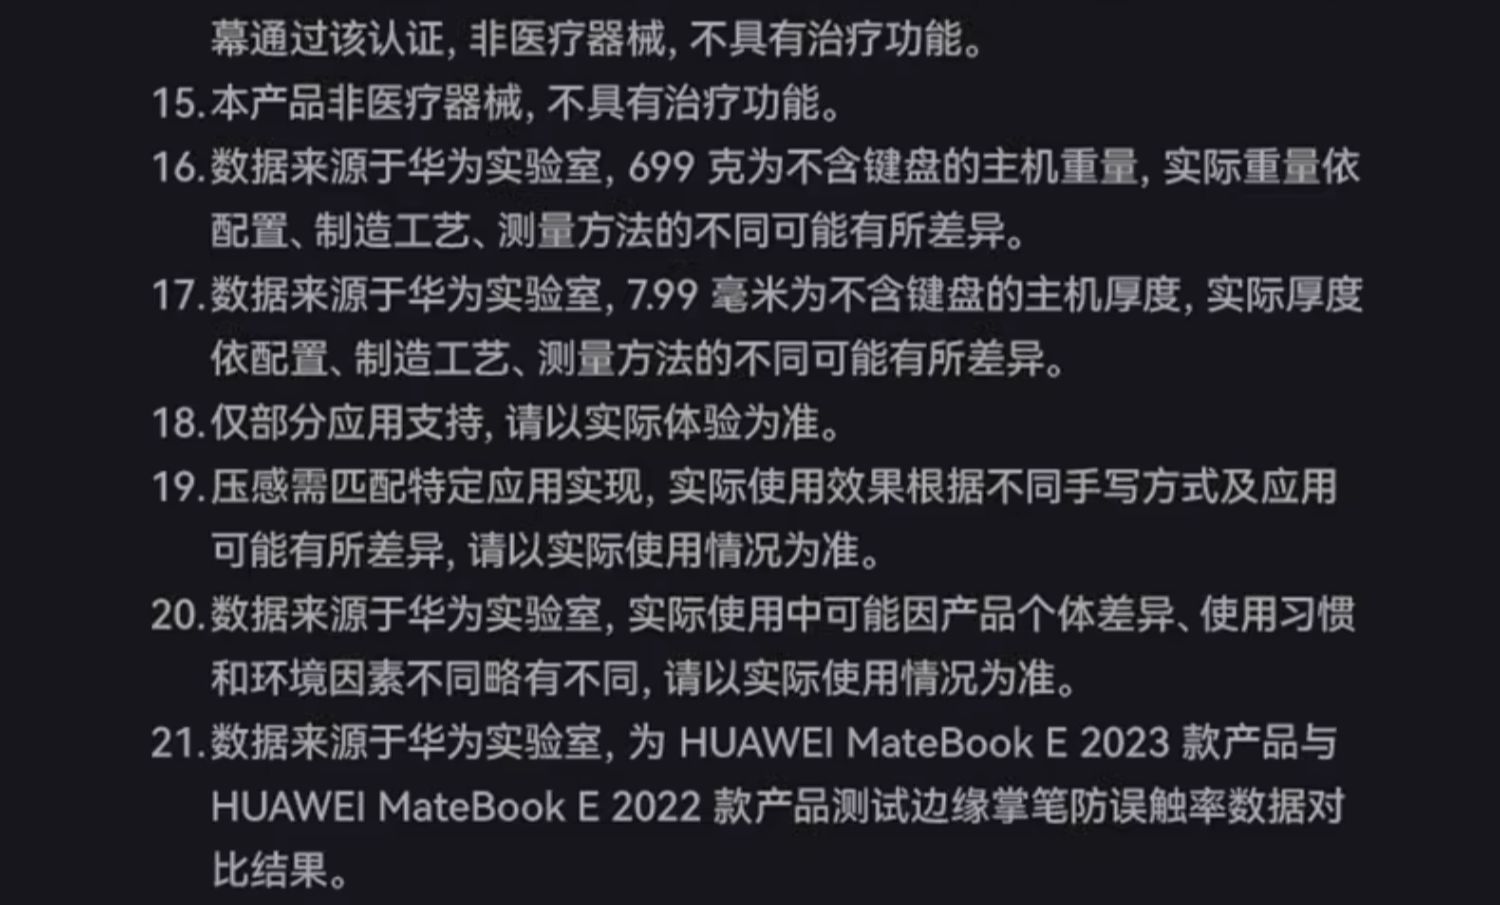 幕通过该认证, 非医疗器械, 不具有治疗功能。
15.本产品非医疗器械, 不具有治疗功能。
16.数据来源于华为实验室, 699 克为不含键盘的主机重量, 实际重量依
配置、制造工艺、测量方法的不同可能有所差异。
17.数据来源于华为实验室, 7.99 毫米为不含键盘的主机厚度, 实际厚度
依配置、制造工艺、测量方法的不同可能有所差异。
18.仅部分应用支持, 请以实际体验为准。
19.压感需匹配特定应用实现, 实际使用效果根据不同手写方式及应用
可能有所差异, 请以实际使用情况为准。
20.数据来源于华为实验室, 实际使用中可能因产品个体差异、使用习惯
和环境因素不同略有不同, 请以实际使用情况为准。
21.数据来源于华为实验室, 为 HUAWEI MateBook E 2023 款产品与
HUAWEI MateBook E 2022 款产品测试边缘掌笔防误触率数据对
比结果。